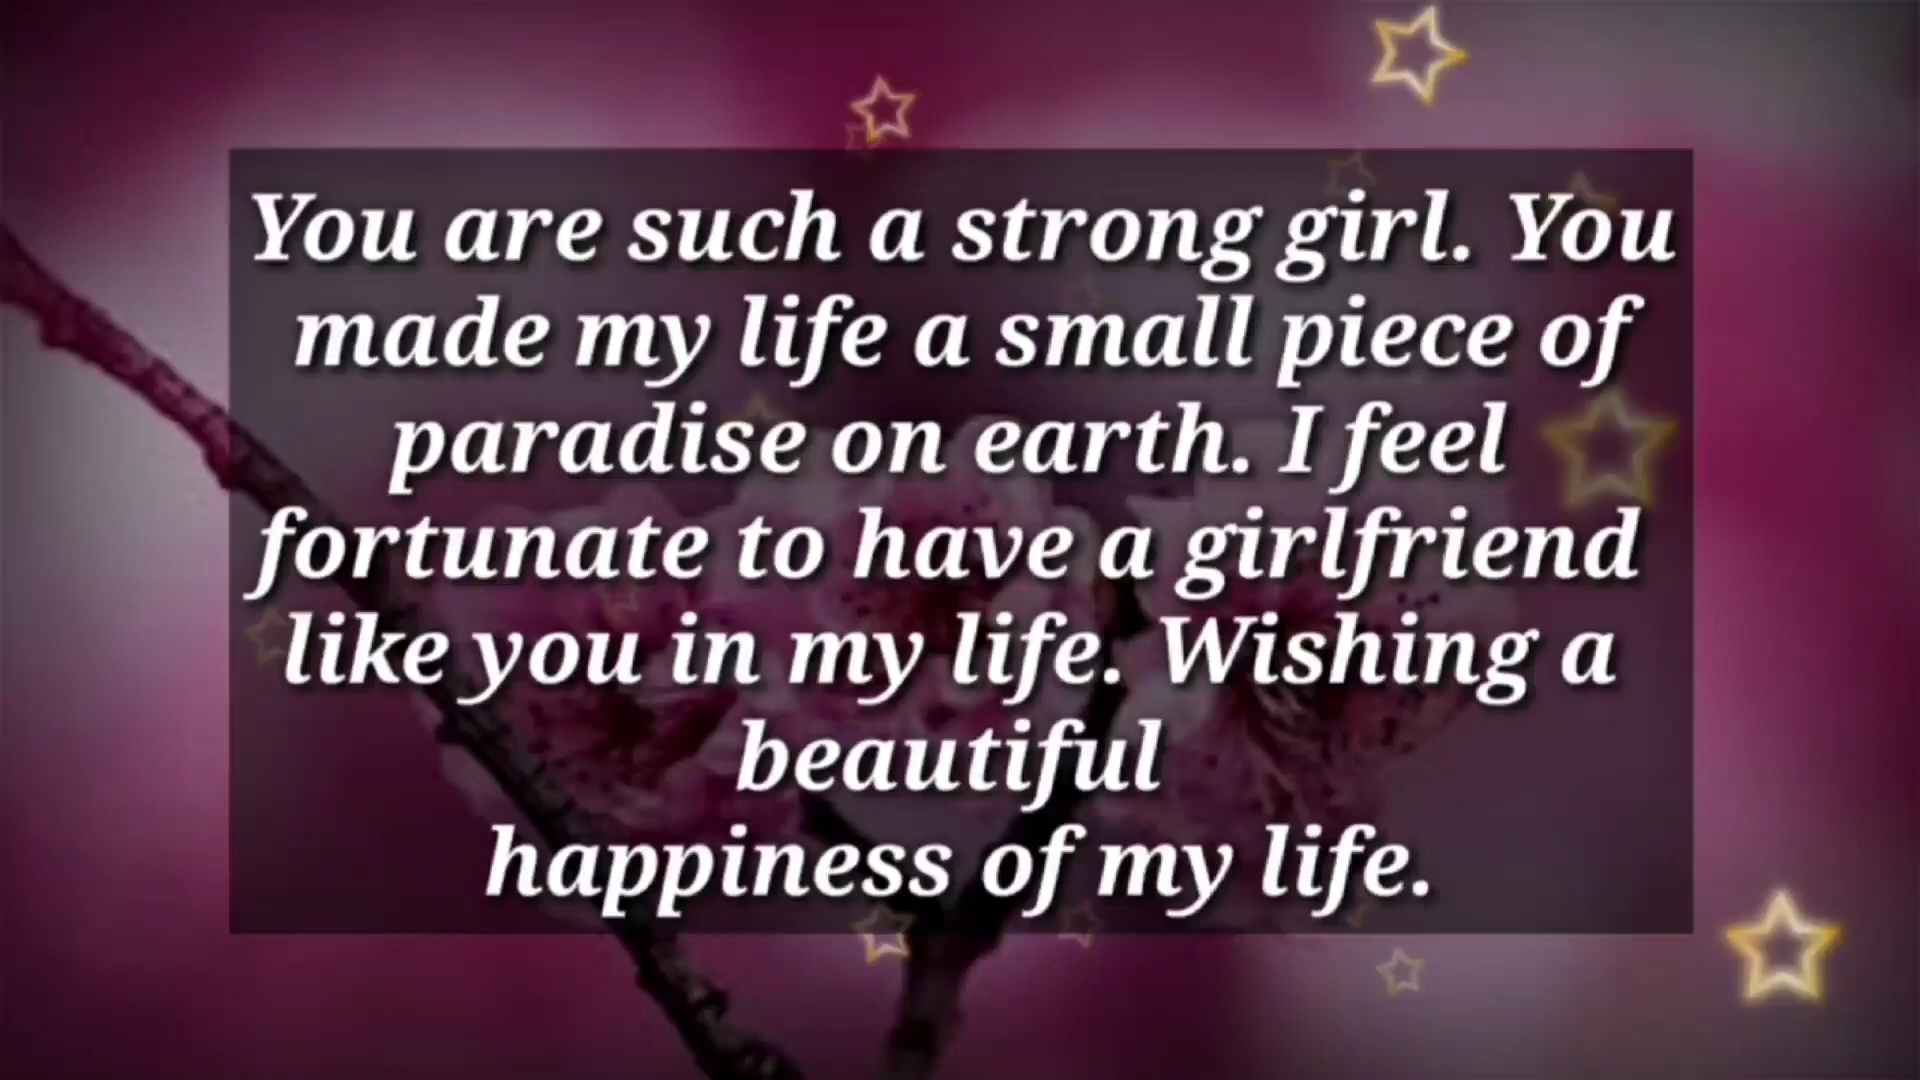 You are such a strong girl. You
made my life a small piece of
paradise on earth. I feel
fortunate to have a girlfriend
like you in my life. Wishing a
beautiful
happiness of my life.